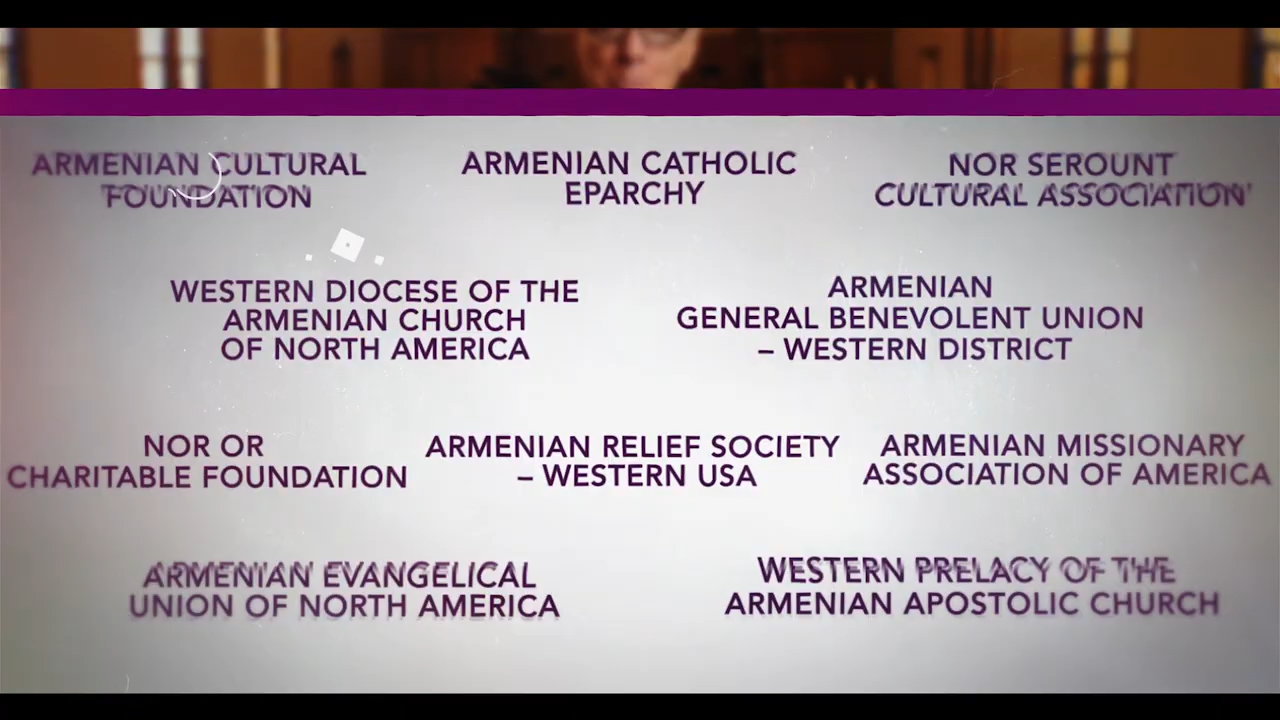 ARMENIAN CULTURAL
FOUNDATION
ARMENIAN CATHOLIC
EPARCHY
NOR SEROUNT
CULTURAL ASSOCIATION
WESTERN DIOCESE OF THE
ARMENIAN CHURCH
OF NORTH AMERICA
ARMENIAN
GENERAL BENEVOLENT UNION
– WESTERN DISTRICT
NOR OR
CHARITABLE FOUNDATION
ARMENIAN RELIEF SOCIETY
– WESTERN USA
ARMENIAN MISSIONARY
ASSOCIATION OF AMERICA
ARMENIAN EVANGELICAL
UNION OF NORTH AMERICA
WESTERN PRELACY OF THE
ARMENIAN APOSTOLIC CHURCH